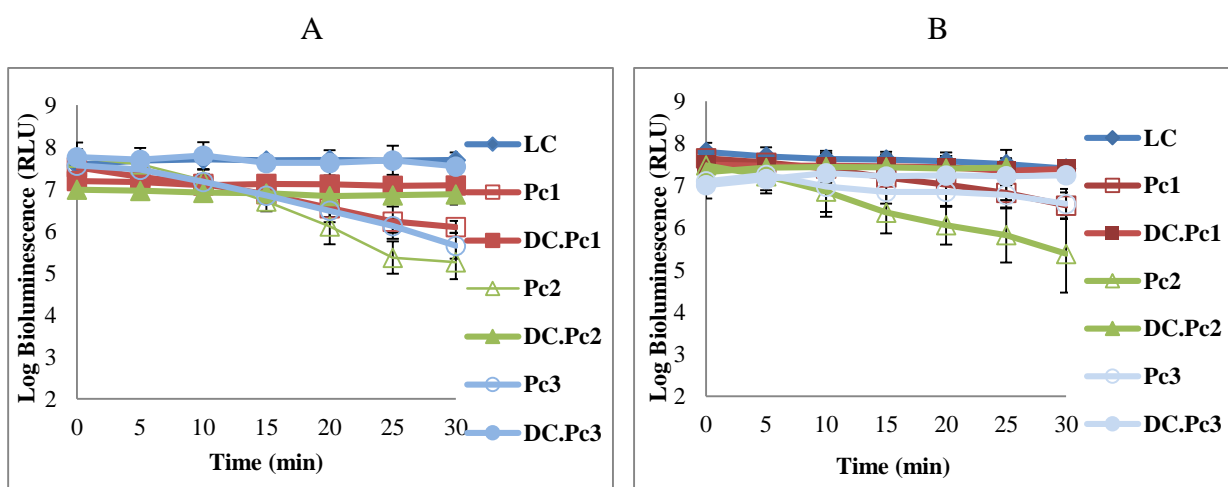 A
B
Log Bioluminescence (RLU)
9
8
7
6
5
4
3
2
0 5 10 15 20 25 30
Time (min)
LC
Pc1
DC.Pc1
Pc2
DC.Pc2
Pc3
DC.Pc3
Log Bioluminescence (RLU)
9
8
7
6
5
4
3
2
0 5 10 15 20 25 30
Time (min)
LC
Pc1
DC.Pc1
Pc2
DC.Pc2
Pc3
DC.Pc3